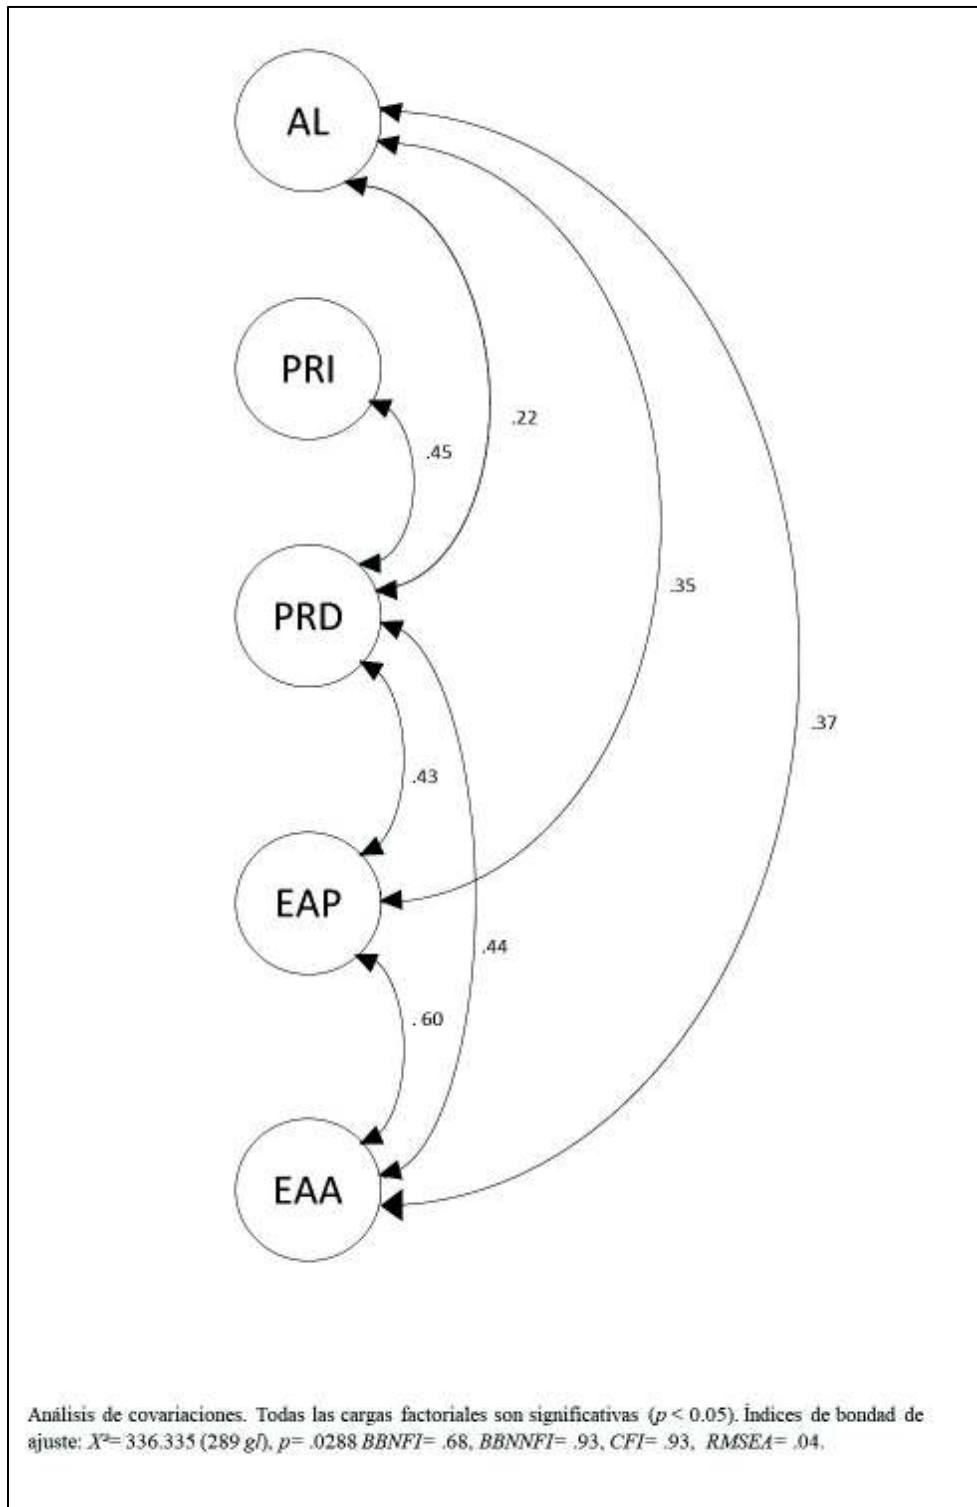 AL
PRI
.22
.45
.35
PRD
.37
.43
EAP
.44
. 60
EAA
Análisis de covariaciones. Todas las cargas factoriales son significativas (p < 0.05). Índices de bondad de
ajuste: X²= 336.335 (289 gl), p= .0288 BBNFI= .68, BBNNFI= .93, CFI= .93, RMSEA= .04.